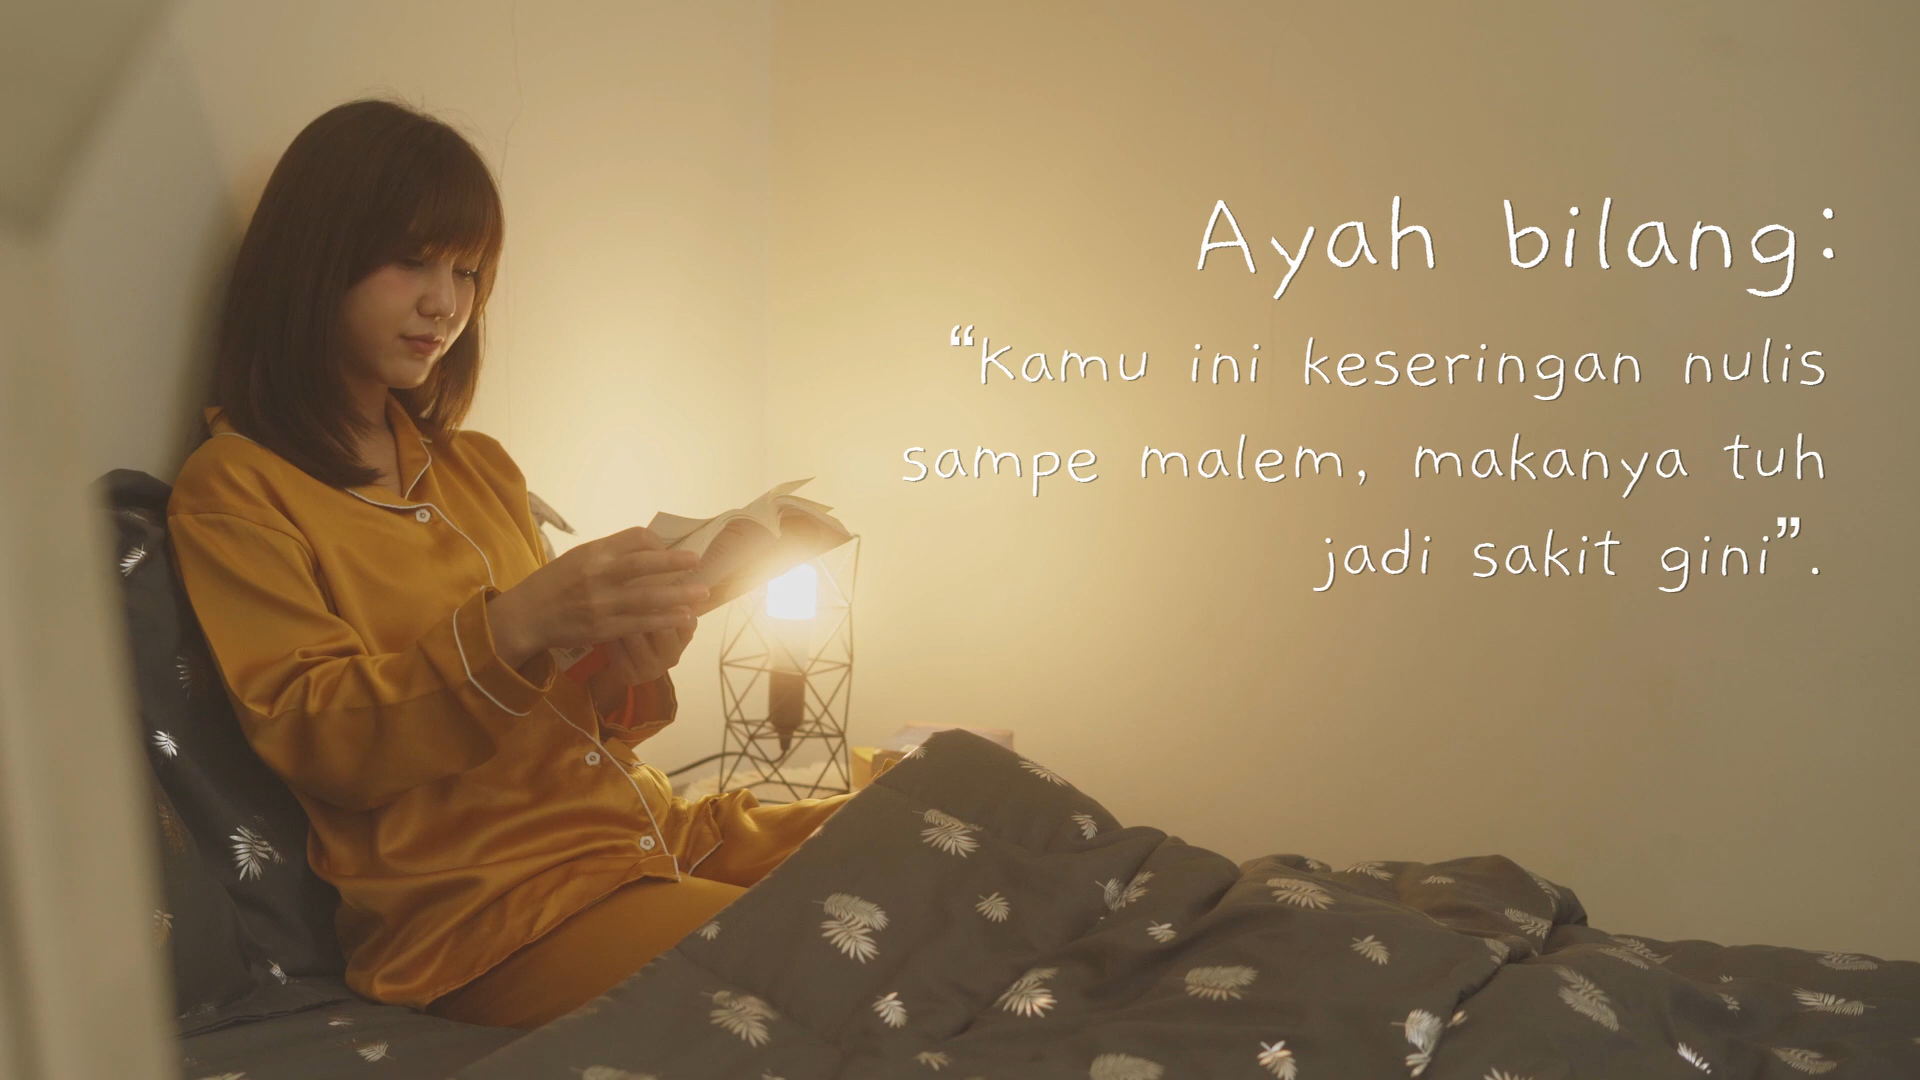 Ayah bilang:
“Kamu ini keseringan nulis
sampe malem, makanya tuh
jadi sakit gini”.